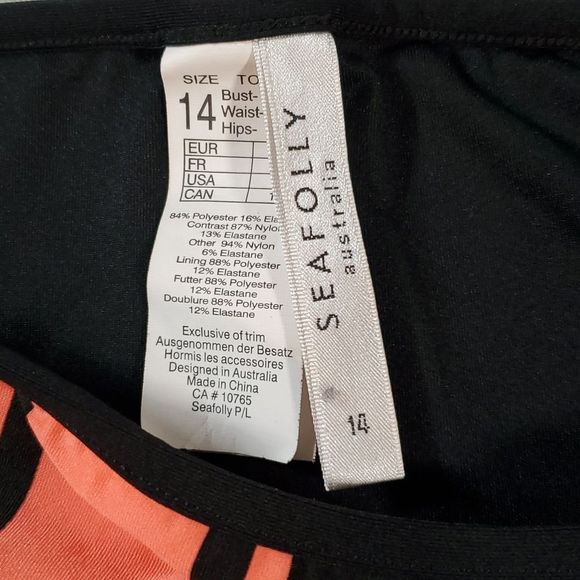 SIZE TO
14 Bust-
Waist-
Hips-
EUR
FR
USA
CAN
84% Polyester 16%
Contrast 87% Nylon
13% Elastane
Other 94% Nylon
6% Elastane
Lining 88% Polyester
12% Elastane
Futter 88% Polyester
12% Elastane
Doublure 88% Polyester
12% Elastane
Exclusive of trim
Ausgenommen der Besatz
Hormis les accessoires
Designed in Australia
Made in China
CA # 10765
Seafolly P/L
SEAFOLLY
australia
14